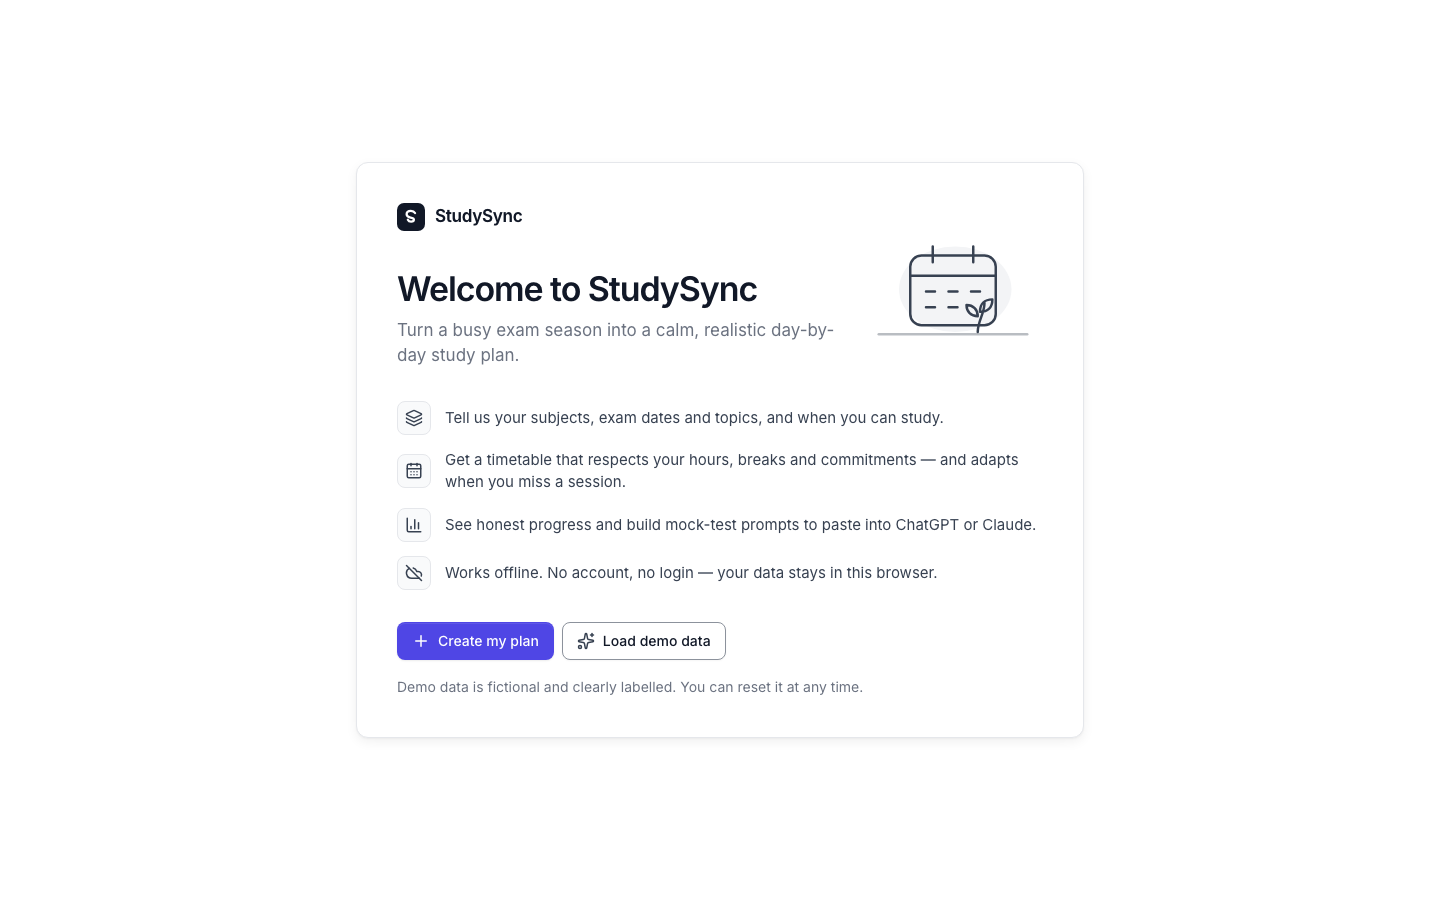 StudySync
Welcome to StudySync
Turn a busy exam season into a calm, realistic day-by-
day study plan.
Tell us your subjects, exam dates and topics, and when you can study.
Get a timetable that respects your hours, breaks and commitments — and adapts
when you miss a session.
See honest progress and build mock-test prompts to paste into ChatGPT or Claude.
Works offline. No account, no login — your data stays in this browser.
Create my plan
Load demo data
Demo data is fictional and clearly labelled. You can reset it at any time.